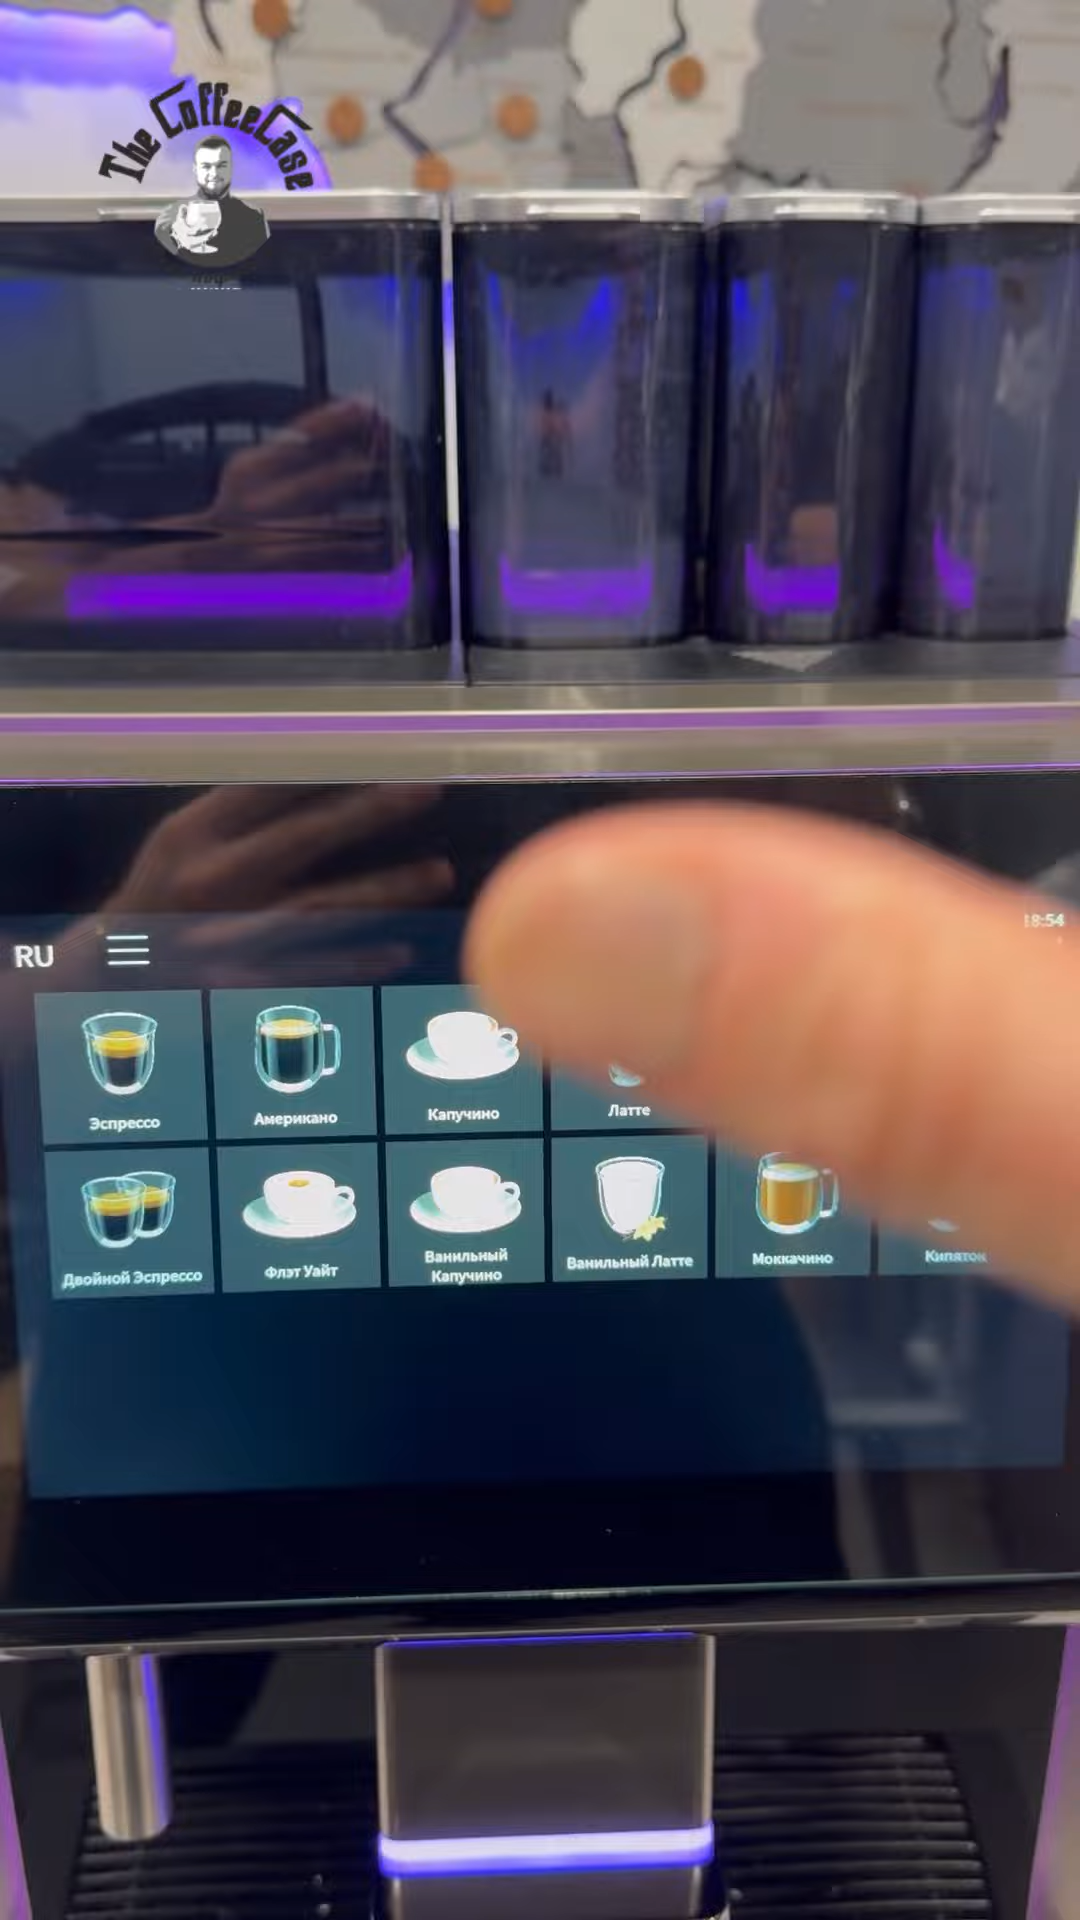 The CoffeeCase
18:54
RU
Эспрессо
Американо
Капучино
Латте
Двойной Эспрессо
Флэт Уайт
Ванильный
Капучино
Ванильный Латте
Моккачино
Кипяток